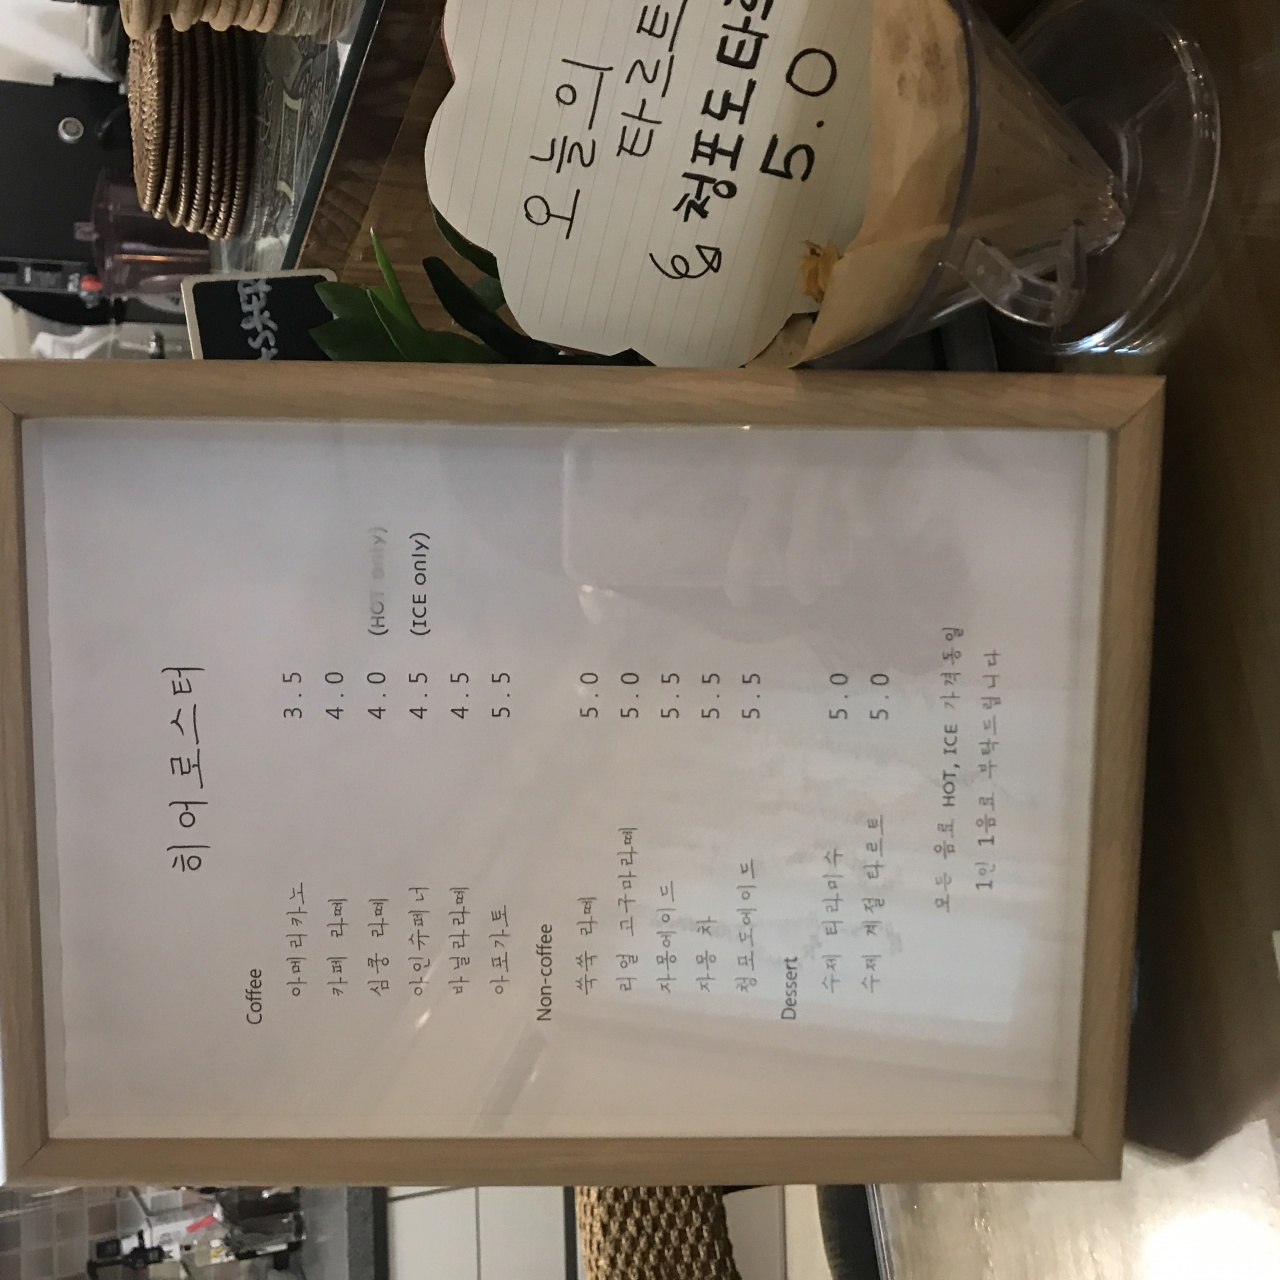 히어로스터
Coffee
아메리카노 3.5
카페 라떼 4.0
심쿵 라떼 4.0 (HOT only)
아인슈페너 4.5 (ICE only)
바닐라라떼 4.5
아포가토 5.5
Non-coffee
쑥쑥 라떼 5.0
리얼 고구마라떼 5.0
자몽에이드 5.5
자몽 차 5.5
청포도에이드 5.5
Dessert
수제 티라미수 5.0
수제 계절 타르트 5.0
모든 음료 HOT, ICE 가격동일
1인 1음료 부탁드립니다
오늘의
타르트
청포도타르
5.0